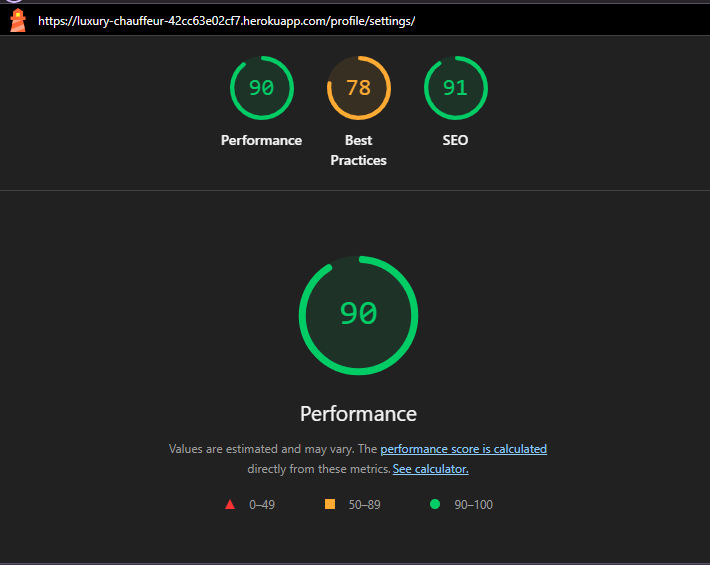 https://luxury-chauffeur-42cc63e02cf7.herokuapp.com/profile/settings/
90
78
91
Performance
Best
Practices
SEO
90
Performance
Values are estimated and may vary. The performance score is calculated
directly from these metrics. See calculator.
0–49
50–89
90–100